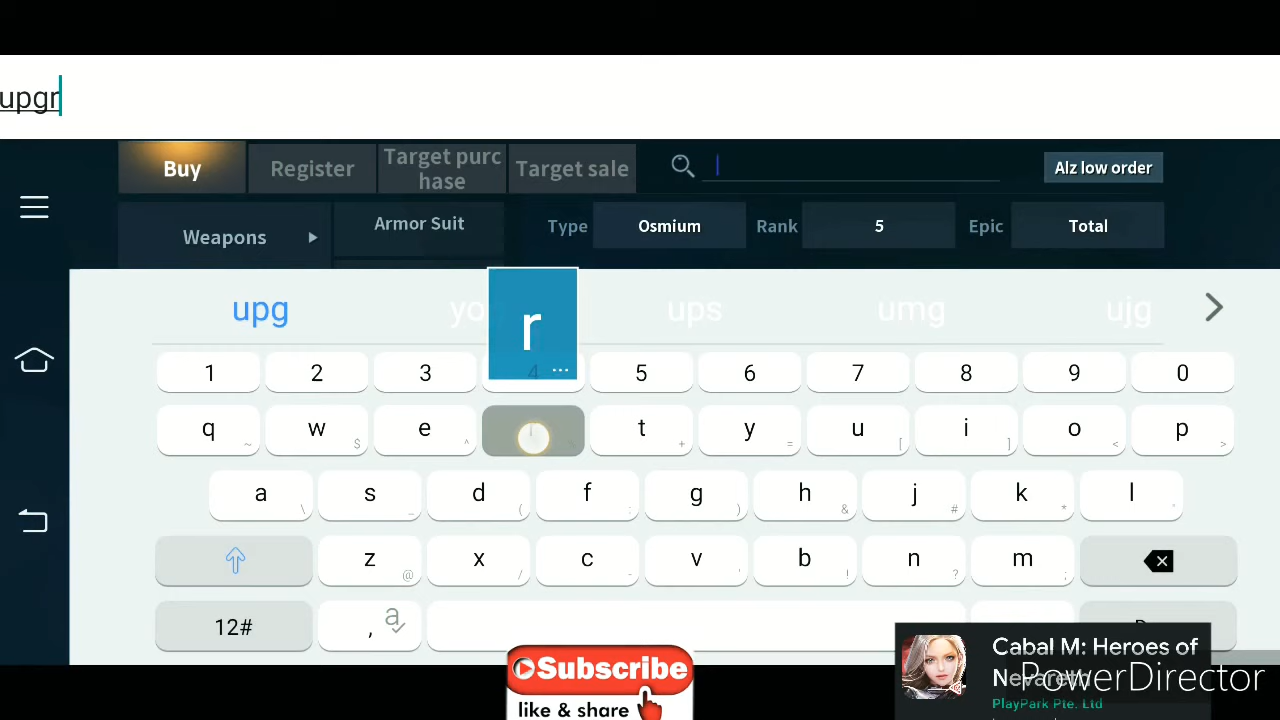 upgr
Buy
Register
Target purc
hase
Target sale
Alz low order
Weapons
Armor Suit
Type
Osmium
Rank
5
Epic
Total
upg
ups
umg
ujg
r
...
1 2 3 4 5 6 7 8 9 0
q ~ w $ e ^ t + y = u [ i ] o < p >
a \ s _ d ( f : g ) h & j # k * l '
z @ x / c - v ' b ! n ? m ;
12# , a
Subscribe
like & share
Cabal M: Heroes of
Nevareth
PlayPark Pte. Ltd
PowerDirector